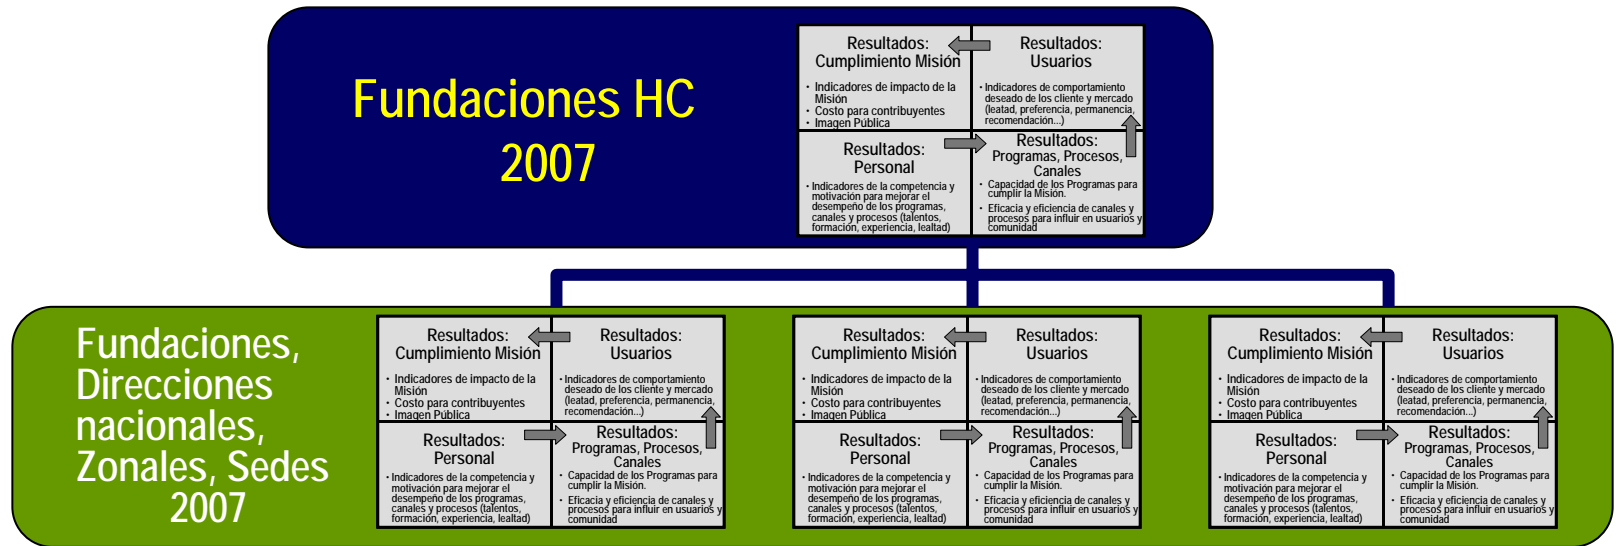 Fundaciones HC
2007
Resultados:
Cumplimiento Misión
• Indicadores de impacto de la
Misión
• Costo para contribuyentes
• Imagen Pública
Resultados:
Usuarios
• Indicadores de comportamiento
deseado de los cliente y mercado
(leatad, preferencia, permanencia,
recomendación...)
Resultados:
Personal
• Indicadores de la competencia y
motivación para mejorar el
desempeño de los programas,
canales y procesos (talentos,
formación, experiencia, lealtad)
Resultados:
Programas, Procesos,
Canales
• Capacidad de los Programas para
cumplir la Misión.
• Eficacia y eficiencia de canales y
procesos para influir en usuarios y
comunidad
Fundaciones,
Direcciones
nacionales,
Zonales, Sedes
2007
Resultados:
Cumplimiento Misión
• Indicadores de impacto de la
Misión
• Costo para contribuyentes
• Imagen Pública
Resultados:
Usuarios
• Indicadores de comportamiento
deseado de los cliente y mercado
(leatad, preferencia, permanencia,
recomendación...)
Resultados:
Personal
• Indicadores de la competencia y
motivación para mejorar el
desempeño de los programas,
canales y procesos (talentos,
formación, experiencia, lealtad)
Resultados:
Programas, Procesos,
Canales
• Capacidad de los Programas para
cumplir la Misión.
• Eficacia y eficiencia de canales y
procesos para influir en usuarios y
comunidad
Resultados:
Cumplimiento Misión
• Indicadores de impacto de la
Misión
• Costo para contribuyentes
• Imagen Pública
Resultados:
Usuarios
• Indicadores de comportamiento
deseado de los cliente y mercado
(leatad, preferencia, permanencia,
recomendación...)
Resultados:
Personal
• Indicadores de la competencia y
motivación para mejorar el
desempeño de los programas,
canales y procesos (talentos,
formación, experiencia, lealtad)
Resultados:
Programas, Procesos,
Canales
• Capacidad de los Programas para
cumplir la Misión.
• Eficacia y eficiencia de canales y
procesos para influir en usuarios y
comunidad
Resultados:
Cumplimiento Misión
• Indicadores de impacto de la
Misión
• Costo para contribuyentes
• Imagen Pública
Resultados:
Usuarios
• Indicadores de comportamiento
deseado de los cliente y mercado
(leatad, preferencia, permanencia,
recomendación...)
Resultados:
Personal
• Indicadores de la competencia y
motivación para mejorar el
desempeño de los programas,
canales y procesos (talentos,
formación, experiencia, lealtad)
Resultados:
Programas, Procesos,
Canales
• Capacidad de los Programas para
cumplir la Misión.
• Eficacia y eficiencia de canales y
procesos para influir en usuarios y
comunidad